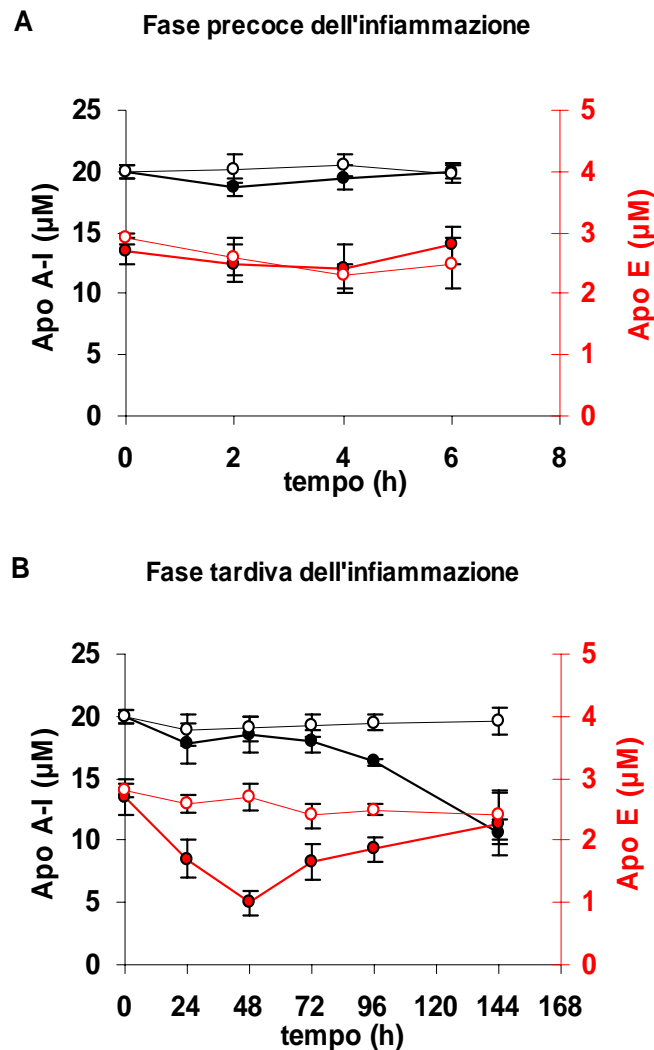 A
Fase precoce dell'infiammazione
25
20
15
10
5
0
Apo A-I (µM)
5
4
3
2
1
0
Apo E (µM)
0 2 4 6 8
tempo (h)
B
Fase tardiva dell'infiammazione
25
20
15
10
5
0
Apo A-I (µM)
5
4
3
2
1
0
Apo E (µM)
0 24 48 72 96 120 144 168
tempo (h)